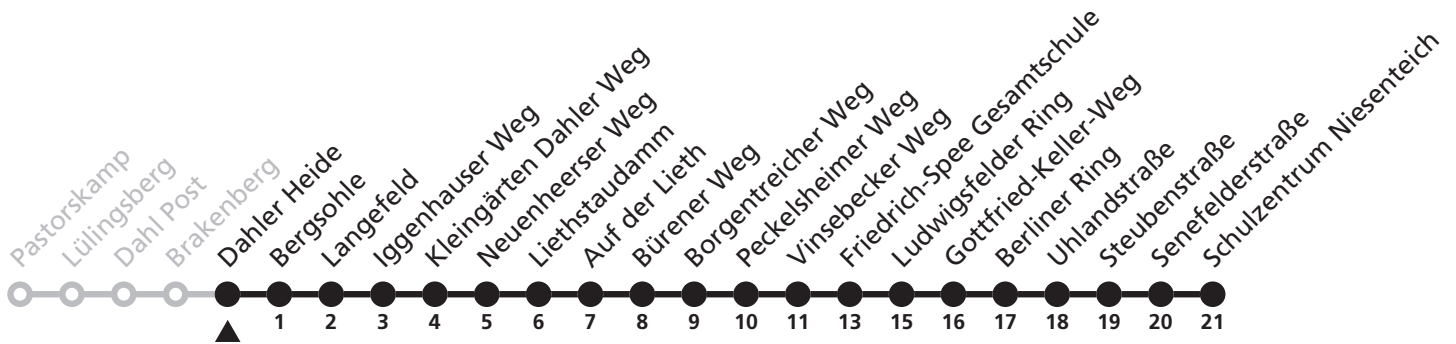 Pastorskamp
Lülingsberg
Dahl Post
Brakenberg
Dahler Heide
Bergsohle
Langefeld
Iggenhauser Weg
Kleingärten Dahler Weg
Neuenheerser Weg
Liethstaudamm
Auf der Lieth
Bürener Weg
Borgentreicher Weg
Peckelsheimer Weg
Vinsebecker Weg
Friedrich-Spee Gesamtschule
Ludwigsfelder Ring
Gottfried-Keller-Weg
Berliner Ring
Uhlandstraße
Steubenstraße
Senefelderstraße
Schulzentrum Niesenteich
1 2 3 4 5 6 7 8 9 10 11 13 15 16 17 18 19 20 21